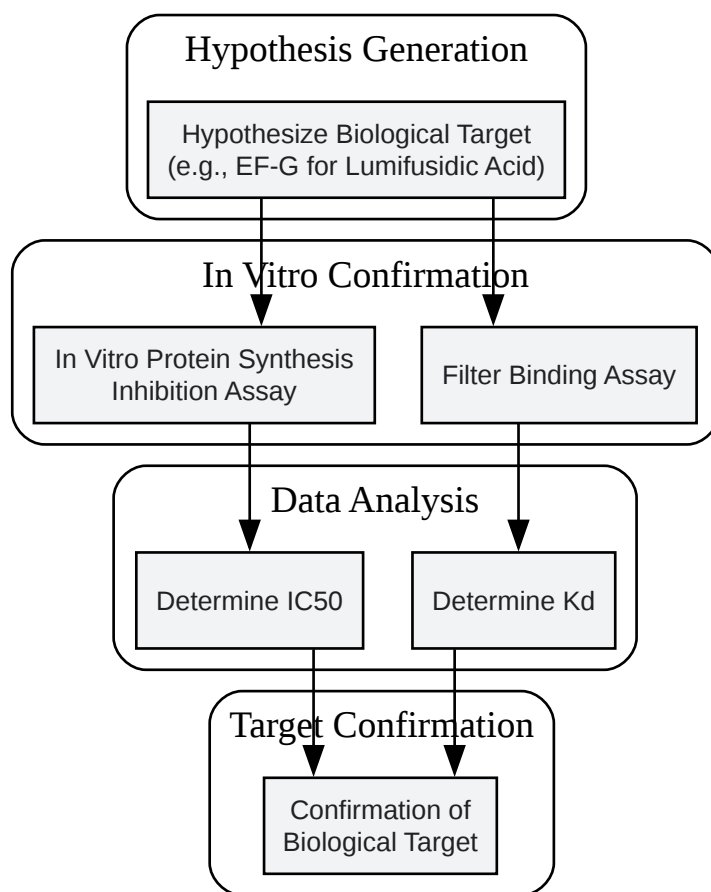 Hypothesis Generation
Hypothesize Biological Target
(e.g., EF-G for Lumifusidic Acid)
In Vitro Confirmation
In Vitro Protein Synthesis
Inhibition Assay
Filter Binding Assay
Data Analysis
Determine IC50
Determine Kd
Target Confirmation
Confirmation of
Biological Target